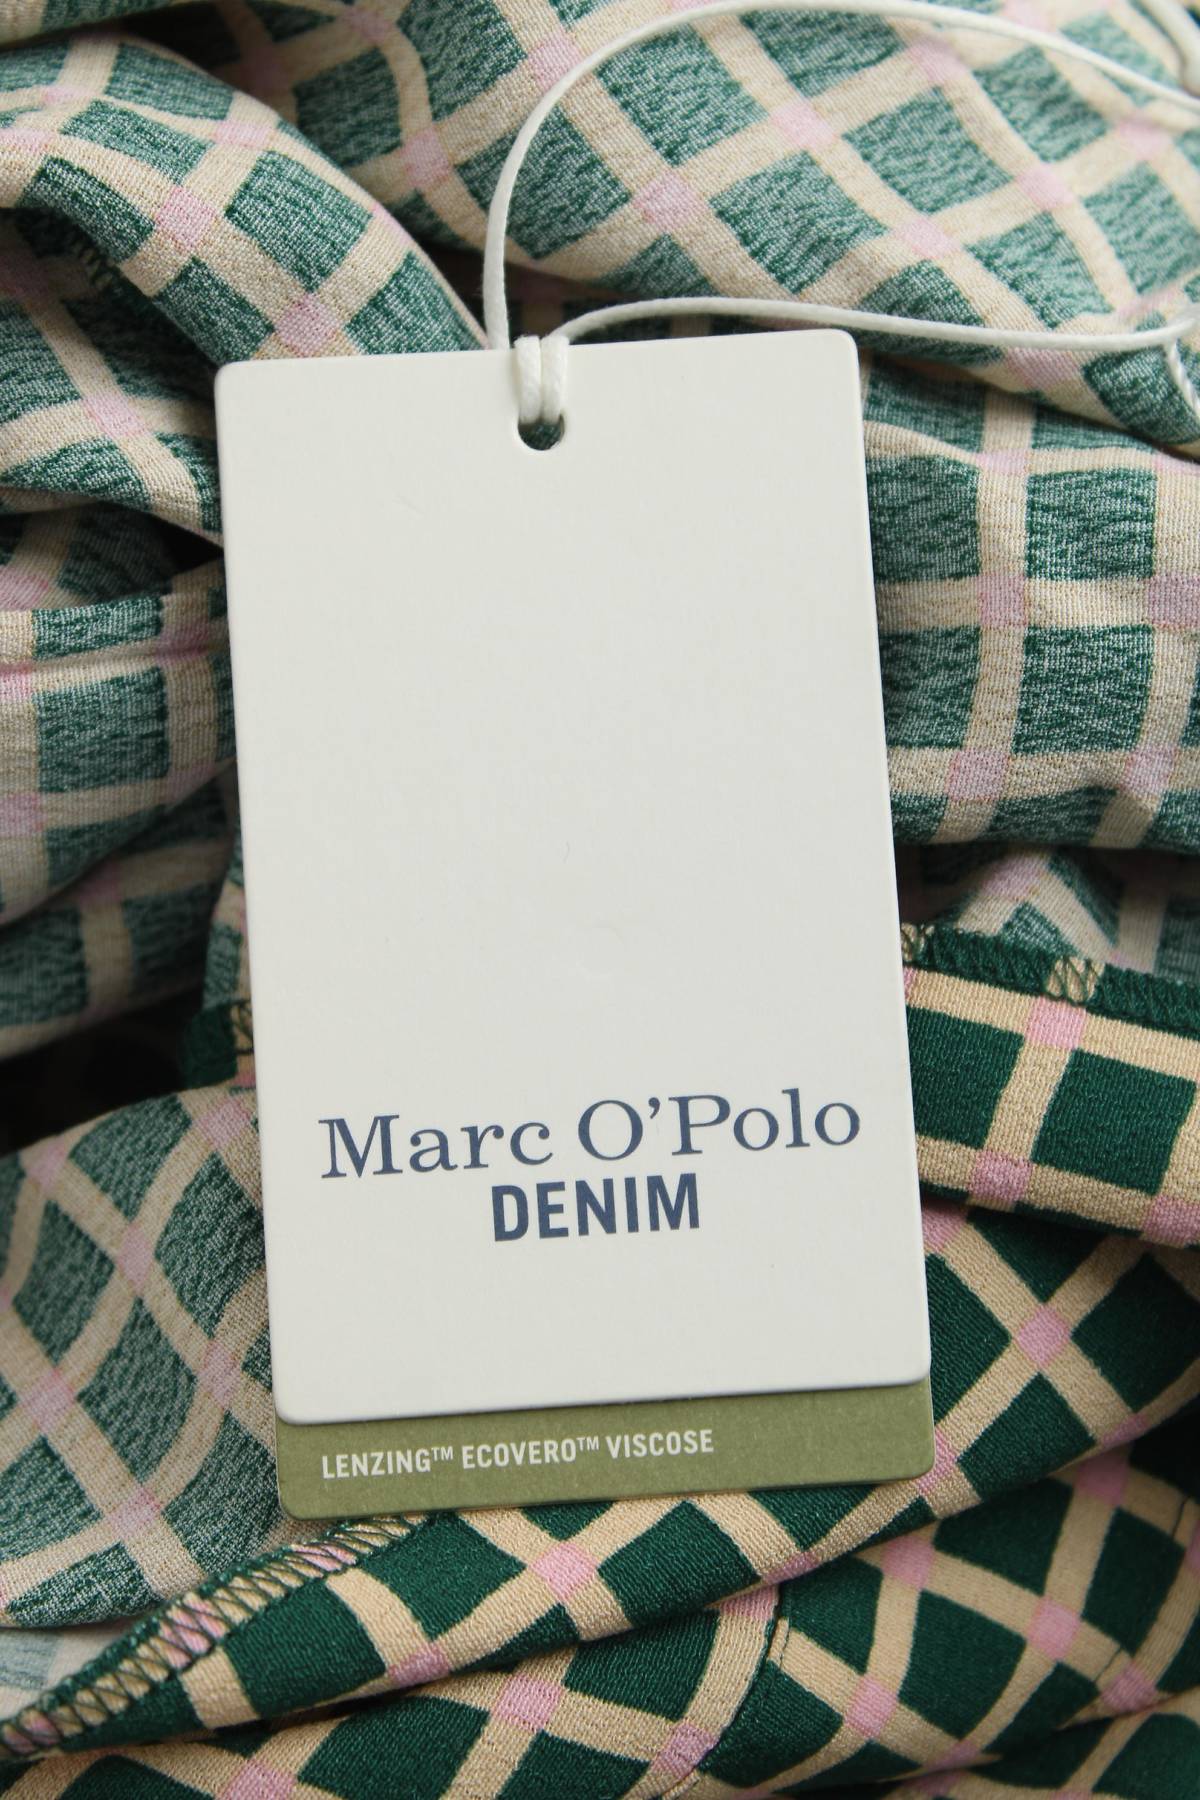 Marc O’Polo
DENIM
LENZING™ ECOVERO™ VISCOSE